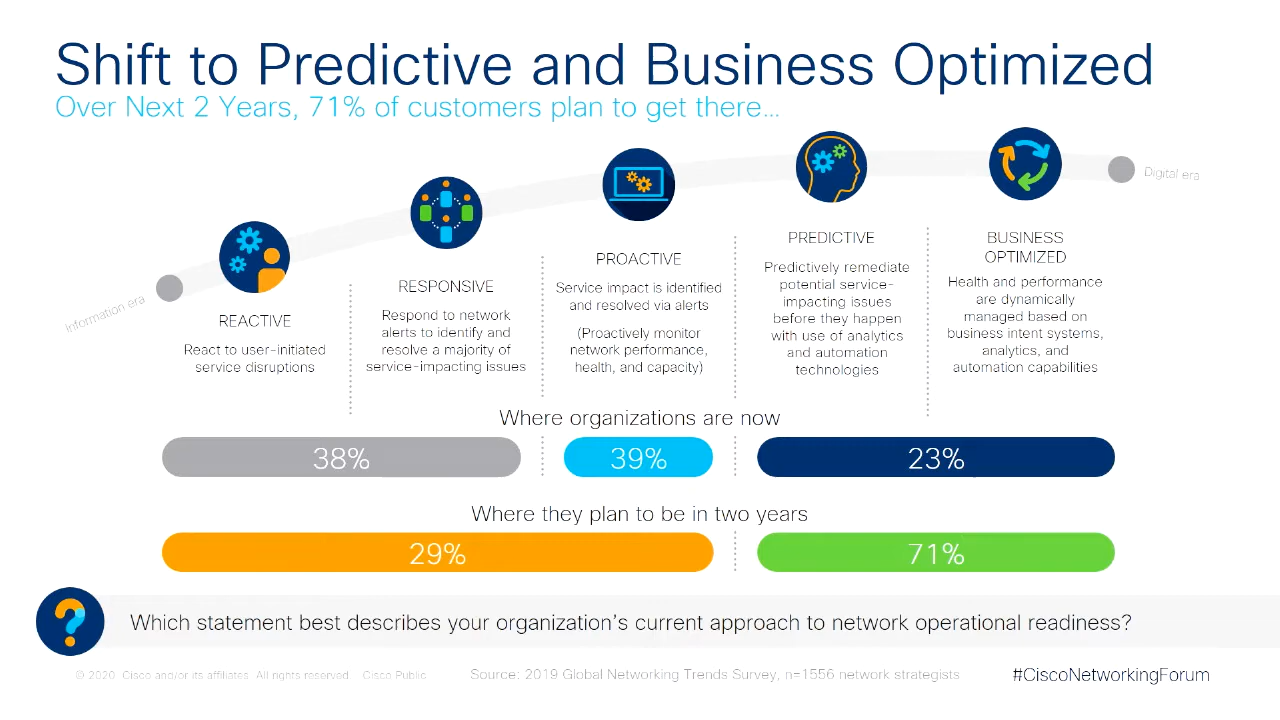 Shift to Predictive and Business Optimized
Over Next 2 Years, 71% of customers plan to get there...
Information era
Digital era
REACTIVE
React to user-initiated
service disruptions
RESPONSIVE
Respond to network
alerts to identify and
resolve a majority of
service-impacting issues
PROACTIVE
Service impact is identified
and resolved via alerts
(Proactively monitor
network performance,
health, and capacity)
PREDICTIVE
Predictively remediate
potential service-
impacting issues
before they happen
with use of analytics
and automation
technologies
BUSINESS
OPTIMIZED
Health and performance
are dynamically
managed based on
business intent systems,
analytics, and
automation capabilities
Where organizations are now
38%
39%
23%
Where they plan to be in two years
29%
71%
?
Which statement best describes your organization's current approach to network operational readiness?
© 2020 Cisco and/or its affiliates. All rights reserved. Cisco Public
Source: 2019 Global Networking Trends Survey, n=1556 network strategists
#CiscoNetworkingForum